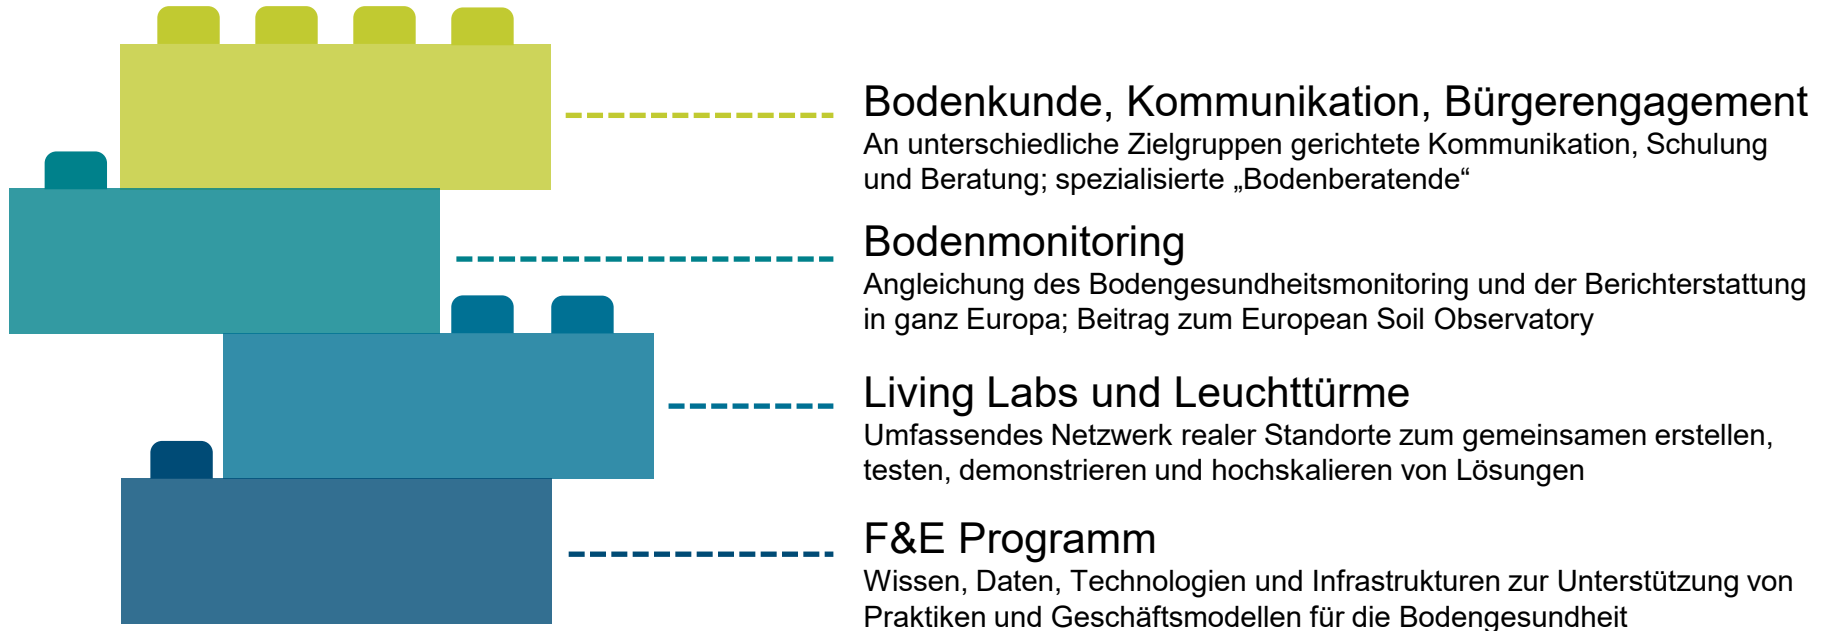 Bodenkunde, Kommunikation, Bürgerengagement
An unterschiedliche Zielgruppen gerichtete Kommunikation, Schulung
und Beratung; spezialisierte „Bodenberatende“
Bodenmonitoring
Angleichung des Bodengesundheitsmonitoring und der Berichterstattung
in ganz Europa; Beitrag zum European Soil Observatory
Living Labs und Leuchttürme
Umfassendes Netzwerk realer Standorte zum gemeinsamen erstellen,
testen, demonstrieren und hochskalieren von Lösungen
F&E Programm
Wissen, Daten, Technologien und Infrastrukturen zur Unterstützung von
Praktiken und Geschäftsmodellen für die Bodengesundheit